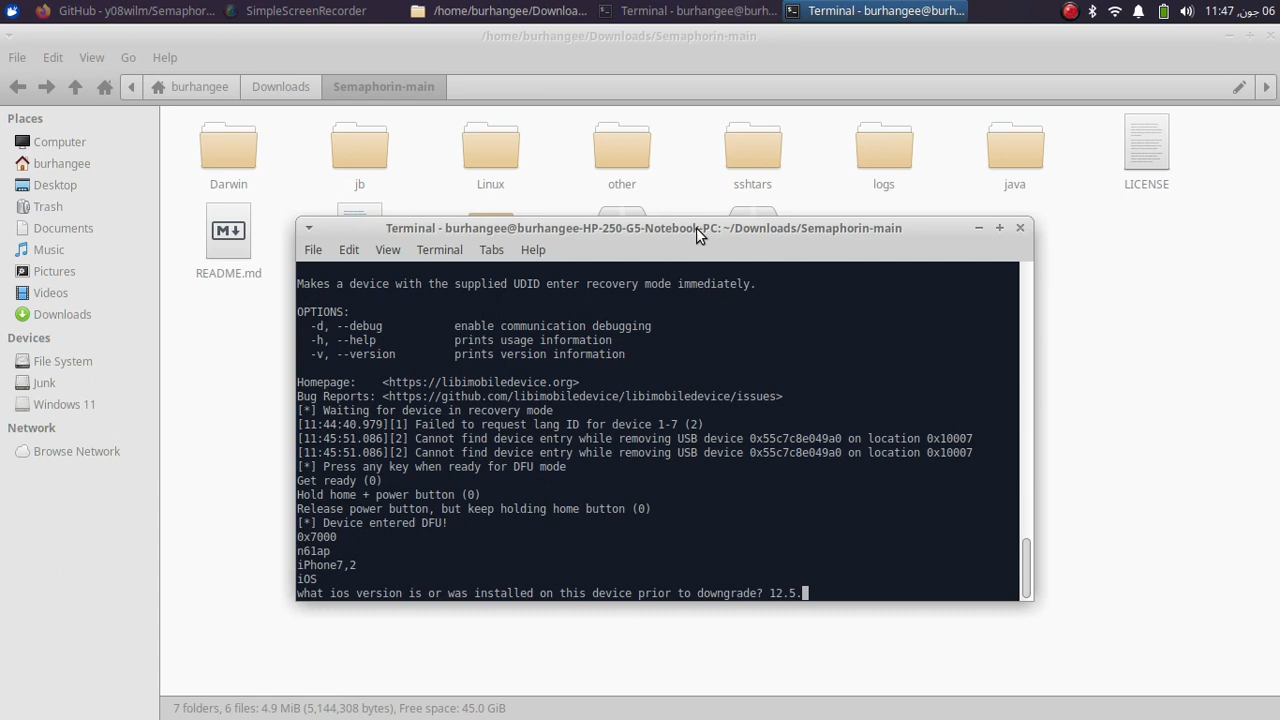 GitHub - y08wilm/Semaphor...
SimpleScreenRecorder
/home/burhangee/Downloa...
Terminal - burhangee@burh...
Terminal - burhangee@burh...
11:47 ,06 جون
/home/burhangee/Downloads/Semaphorin-main
File Edit View Go Help
burhangee Downloads Semaphorin-main
Places
Computer
burhangee
Desktop
Trash
Documents
Music
Pictures
Videos
Downloads
Devices
File System
Junk
Windows 11
Network
Browse Network
Darwin jb Linux other sshtars logs java LICENSE
README.md
Terminal - burhangee@burhangee-HP-250-G5-Notebook-PC: ~/Downloads/Semaphorin-main
File Edit View Terminal Tabs Help
Makes a device with the supplied UDID enter recovery mode immediately.
OPTIONS:
-d, --debug enable communication debugging
-h, --help prints usage information
-v, --version prints version information
Homepage: <https://libimobiledevice.org>
Bug Reports: <https://github.com/libimobiledevice/libimobiledevice/issues>
[*] Waiting for device in recovery mode
[11:44:40.979][1] Failed to request lang ID for device 1-7 (2)
[11:45:51.086][2] Cannot find device entry while removing USB device 0x55c7c8e049a0 on location 0x10007
[11:45:51.086][2] Cannot find device entry while removing USB device 0x55c7c8e049a0 on location 0x10007
[*] Press any key when ready for DFU mode
Get ready (0)
Hold home + power button (0)
Release power button, but keep holding home button (0)
[*] Device entered DFU!
0x7000
n61ap
iPhone7,2
iOS
what ios version is or was installed on this device prior to downgrade? 12.5.
7 folders, 6 files: 4.9 MiB (5,144,308 bytes), Free space: 45.0 GiB